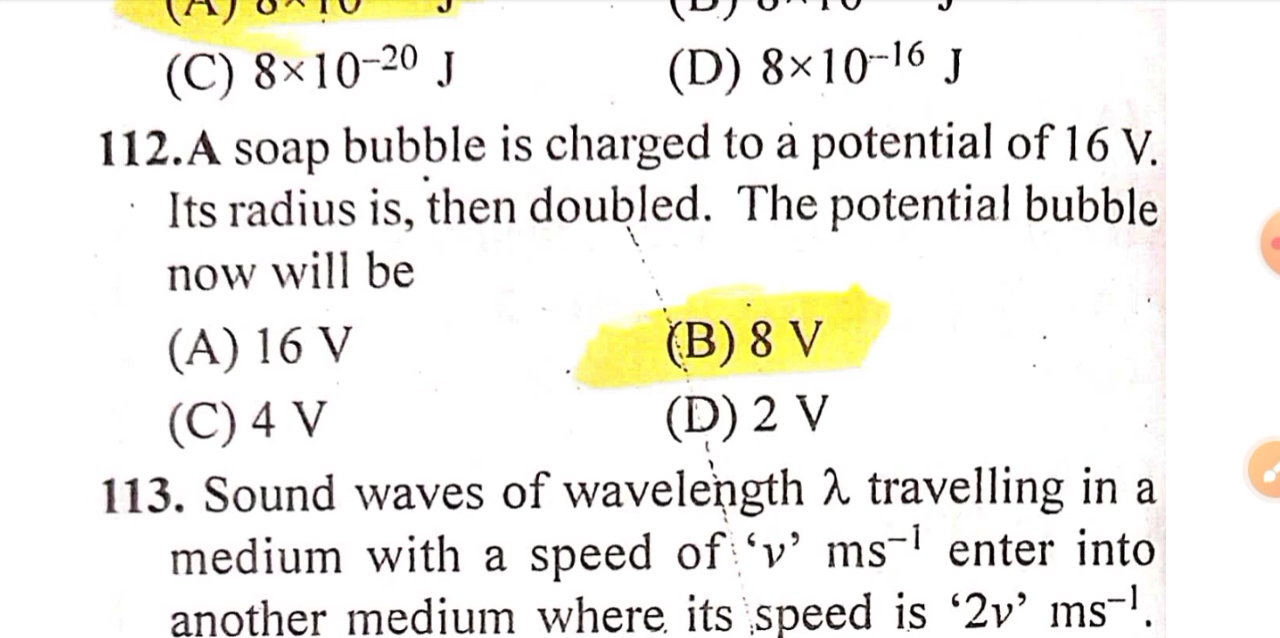 (C) 8×10⁻²⁰ J (D) 8×10⁻¹⁶ J
112. A soap bubble is charged to a potential of 16 V.
Its radius is, then doubled. The potential bubble
now will be
(A) 16 V (B) 8 V
(C) 4 V (D) 2 V
113. Sound waves of wavelength λ travelling in a
medium with a speed of ‘v’ ms⁻¹ enter into
another medium where its speed is ‘2v’ ms⁻¹.